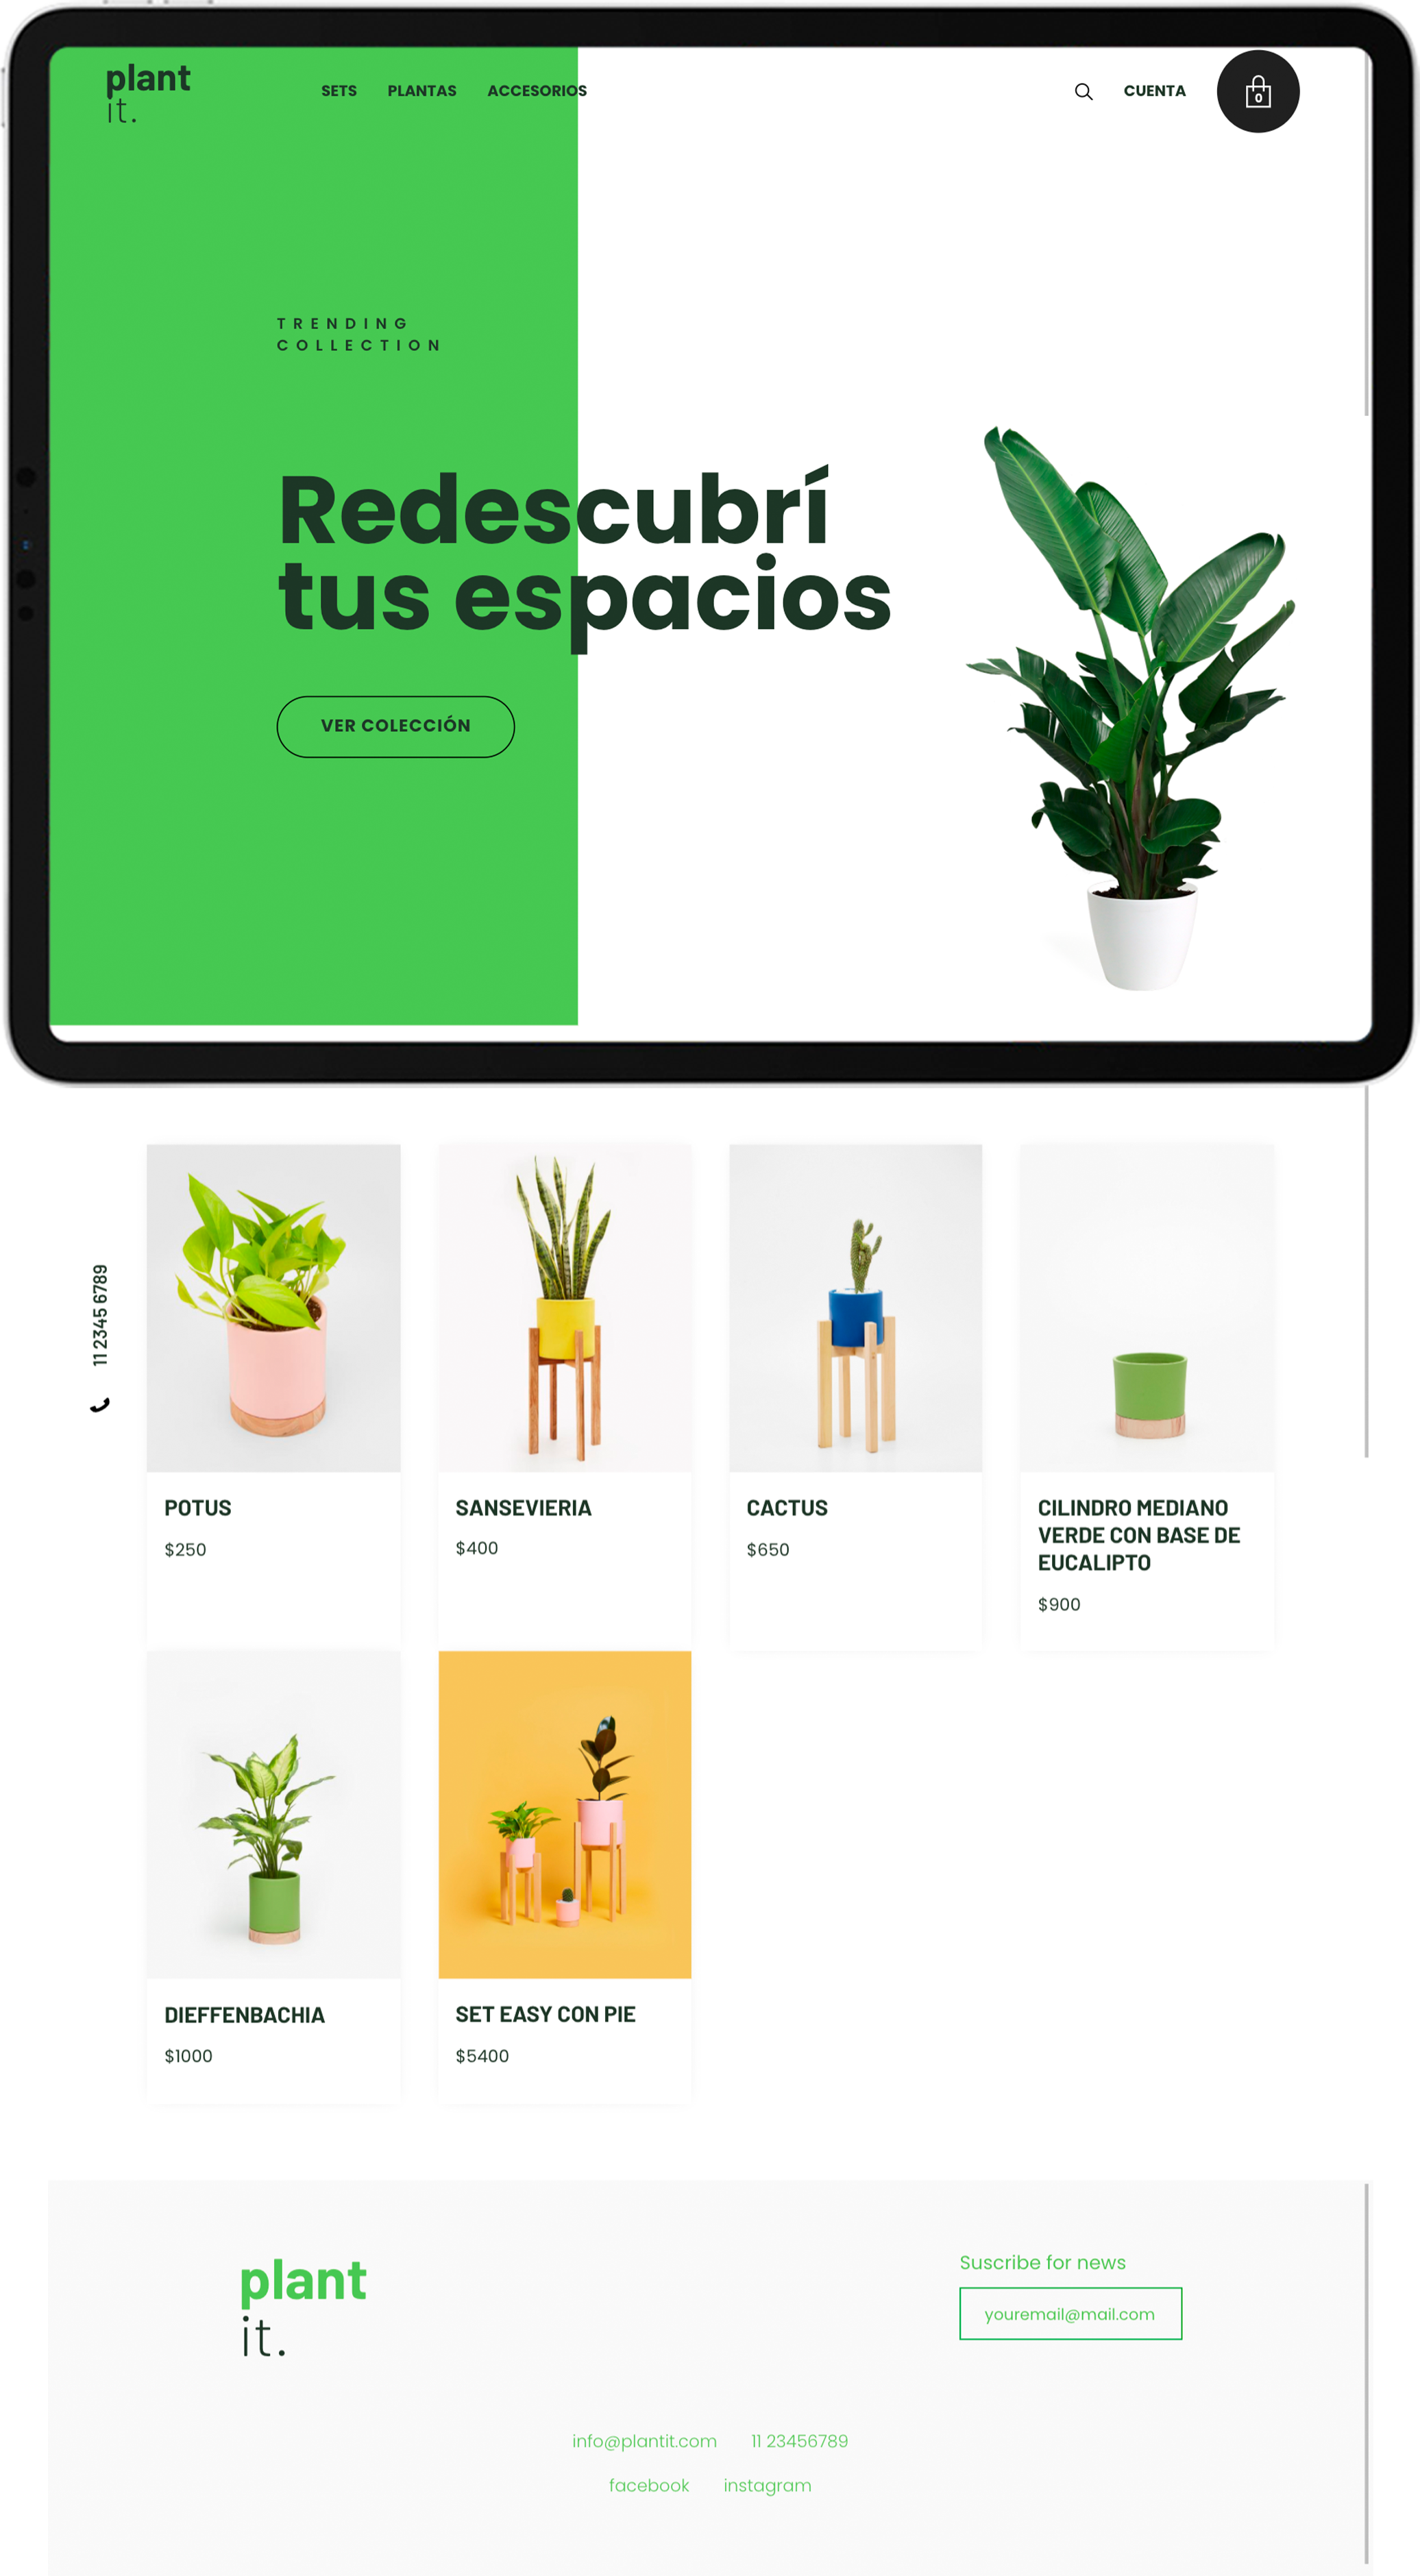 plant
it.
SETS PLANTAS ACCESORIOS
CUENTA
0
TRENDING
COLLECTION
Redescubrí
tus espacios
VER COLECCIÓN
11 2345 6789
POTUS
$250
SANSEVIERIA
$400
CACTUS
$650
CILINDRO MEDIANO
VERDE CON BASE DE
EUCALIPTO
$900
DIEFFENBACHIA
$1000
SET EASY CON PIE
$5400
plant
it.
Suscribe for news
youremail@mail.com
info@plantit.com 11 23456789
facebook instagram